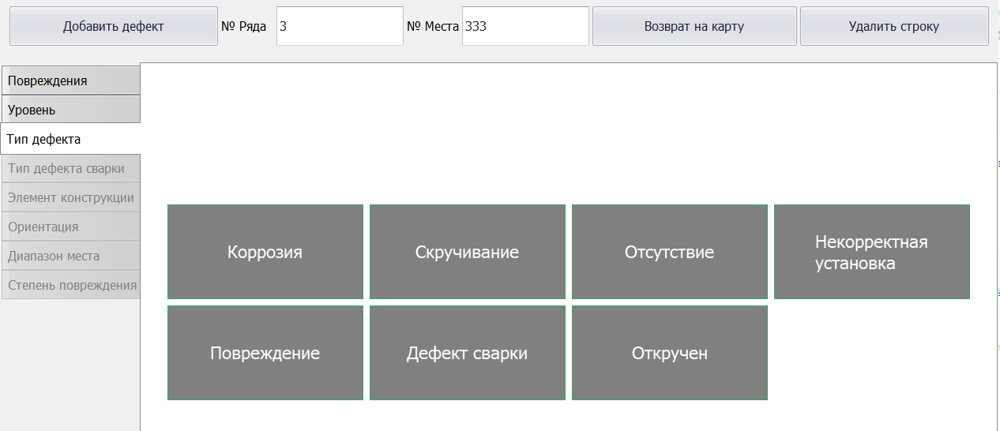 Добавить дефект № Ряда 3 № Места 333 Возврат на карту Удалить строку
Повреждения
Уровень
Тип дефекта
Тип дефекта сварки
Элемент конструкции
Ориентация
Диапазон места
Степень повреждения
Коррозия Скручивание Отсутствие Некорректная
установка
Повреждение Дефект сварки Откручен